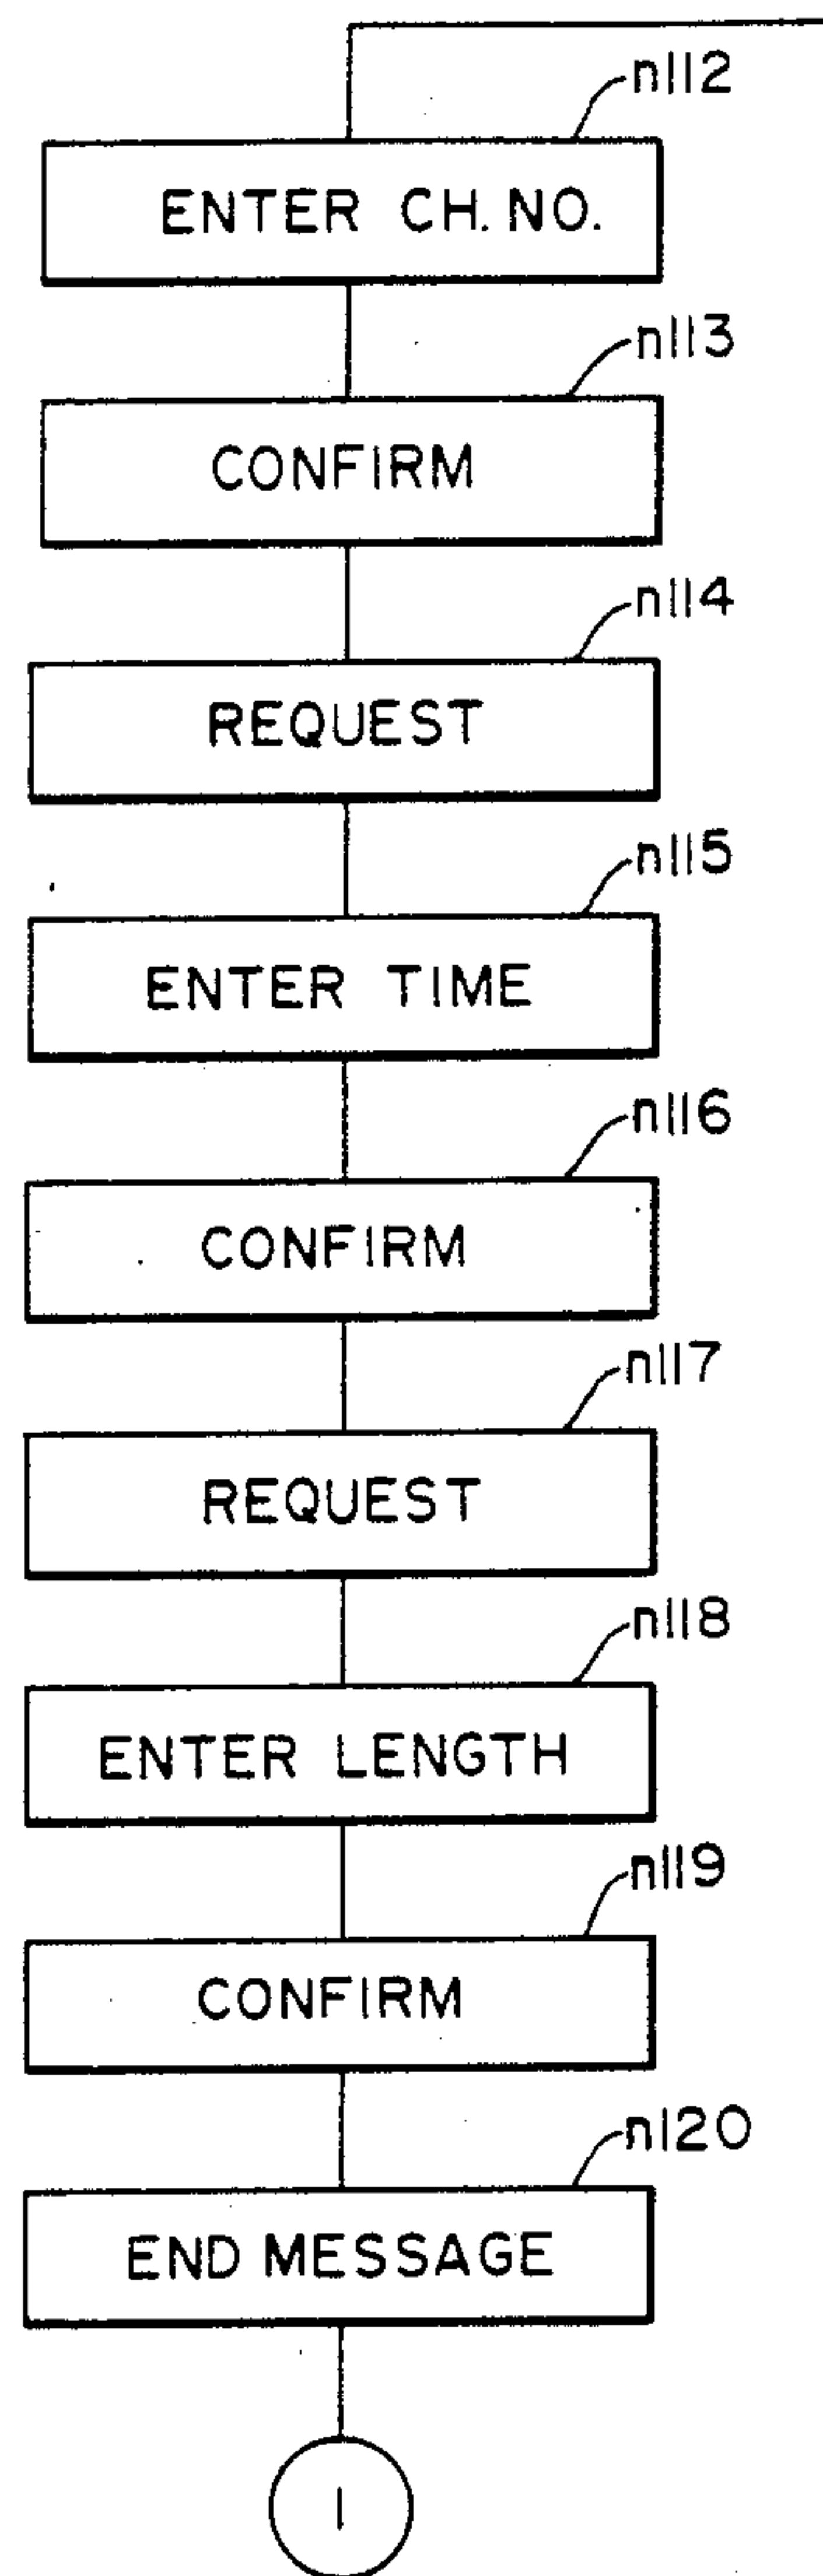 n112
ENTER CH. NO.
n113
CONFIRM
n114
REQUEST
n115
ENTER TIME
n116
CONFIRM
n117
REQUEST
n118
ENTER LENGTH
n119
CONFIRM
n120
END MESSAGE
1